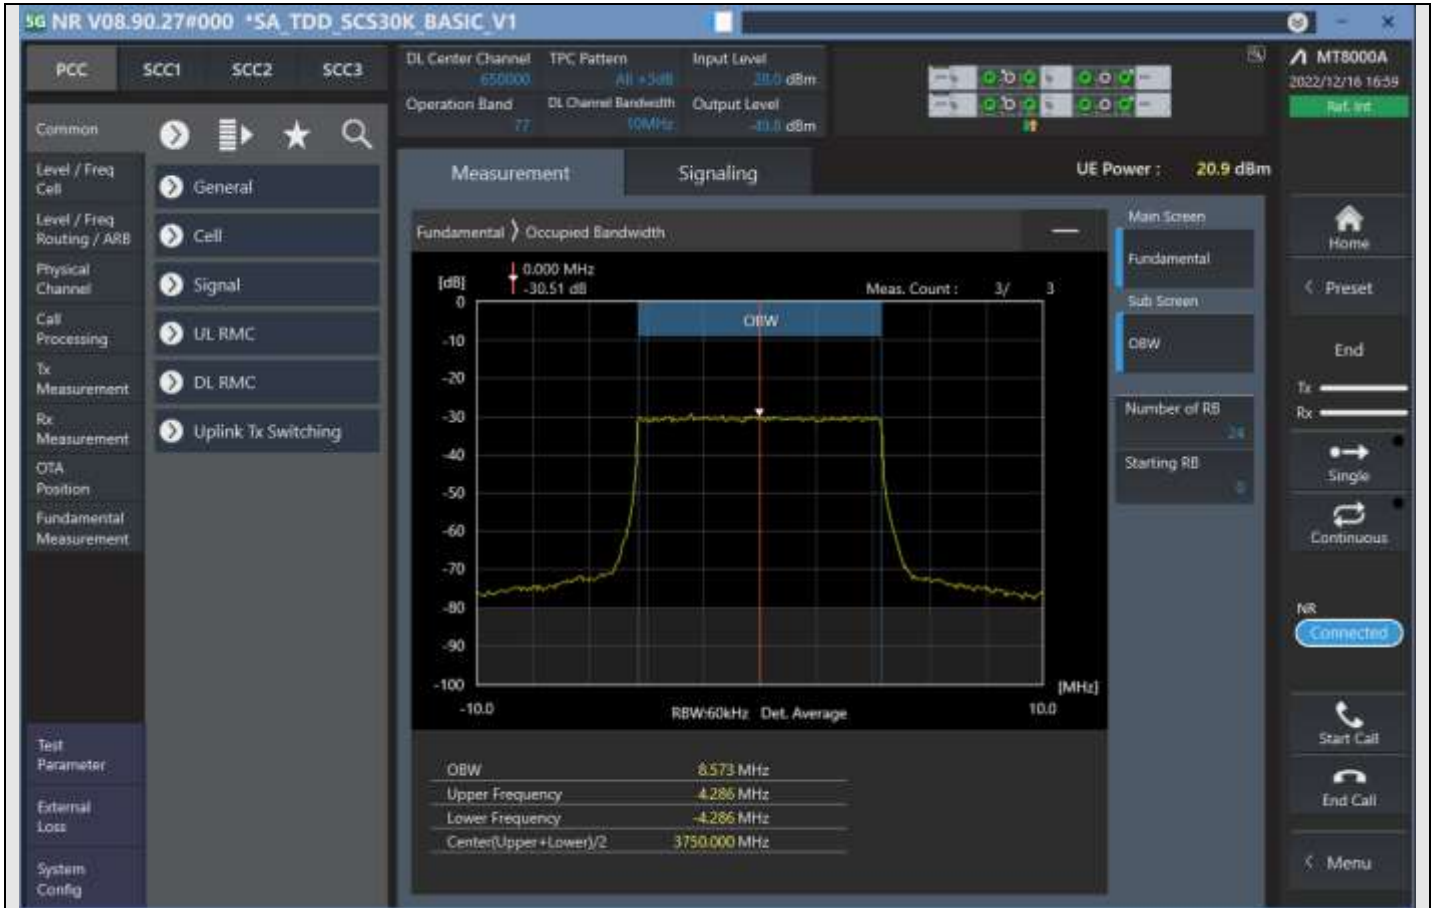 5G NR V08.90.27#000 *SA_TDD_SCS30K_BASIC_V1
PCC SCC1 SCC2 SCC3
DL Center Channel
650000
TPC Pattern
All +3dB
Input Level
28.0 dBm
Operation Band
77
DL Channel Bandwidth
10MHz
Output Level
dBm
MT8000A
2022/12/16 16:59
Ref. Int
Common
Level / Freq
Cell
Level / Freq
Routing / ARB
Physical
Channel
Call
Processing
Tx
Measurement
Rx
Measurement
OTA
Position
Fundamental
Measurement
Test
Parameter
External
Loss
System
Config
General
Cell
Signal
UL RMC
DL RMC
Uplink Tx Switching
Measurement Signaling
UE Power : 20.9 dBm
Fundamental Occupied Bandwidth
0.000 MHz
-30.51 dB
Meas. Count : 3/ 3
[dB]
OBW
0
-10
-20
-30
-40
-50
-60
-70
-80
-90
-100
[MHz]
-10.0 RBW:60kHz Det. Average 10.0
OBW 8.573 MHz
Upper Frequency 4.286 MHz
Lower Frequency -4.286 MHz
Center(Upper+Lower)/2 3750.000 MHz
Main Screen
Fundamental
Sub Screen
OBW
Number of RB
24
Starting RB
0
Home
Preset
End
Tx
Rx
Single
Continuous
NR
Connected
Start Call
End Call
Menu